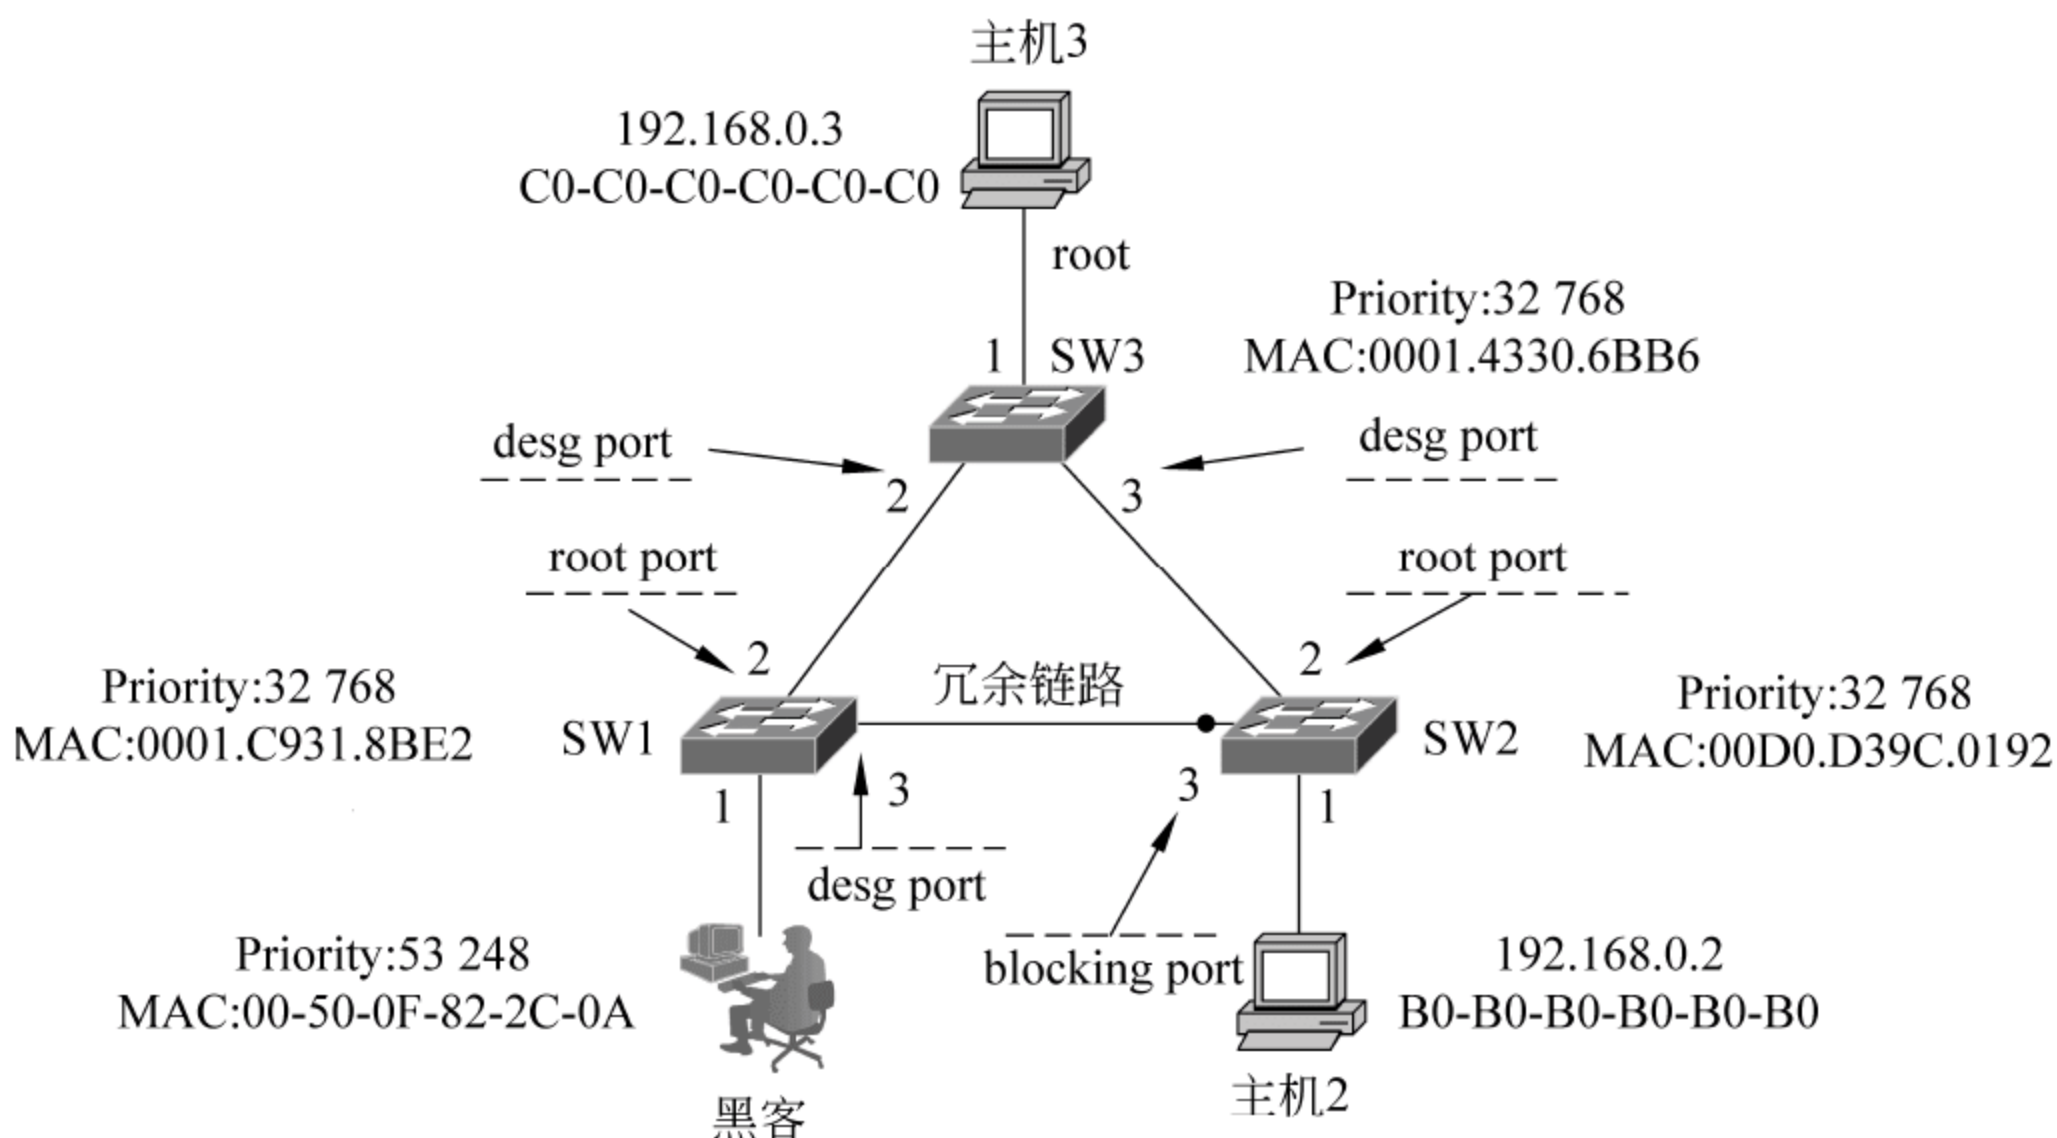 主机3
192.168.0.3
C0-C0-C0-C0-C0-C0
root
Priority:32 768
MAC:0001.4330.6BB6
1
SW3
desg port
desg port
2
3
root port
root port
2
2
冗余链路
Priority:32 768
MAC:0001.C931.8BE2
SW1
SW2
Priority:32 768
MAC:00D0.D39C.0192
1
3
3
1
desg port
blocking port
Priority:53 248
MAC:00-50-0F-82-2C-0A
192.168.0.2
B0-B0-B0-B0-B0-B0
黑客
主机2